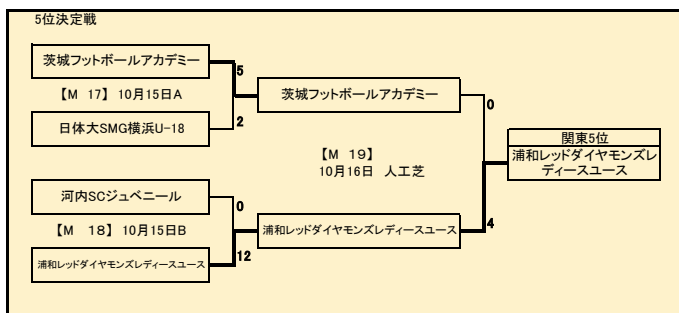 5位決定戦
茨城フットボールアカデミー
5
【M　17】 10月15日A
茨城フットボールアカデミー
0
日体大SMG横浜U-18
2
関東5位
【M　19】
浦和レッドダイヤモンズレ
ディースユース
10月16日　人工芝
河内SCジュベニール
0
【M　18】 10月15日B
浦和レッドダイヤモンズレディースユース
4
浦和レッドダイヤモンズレディースユース
12